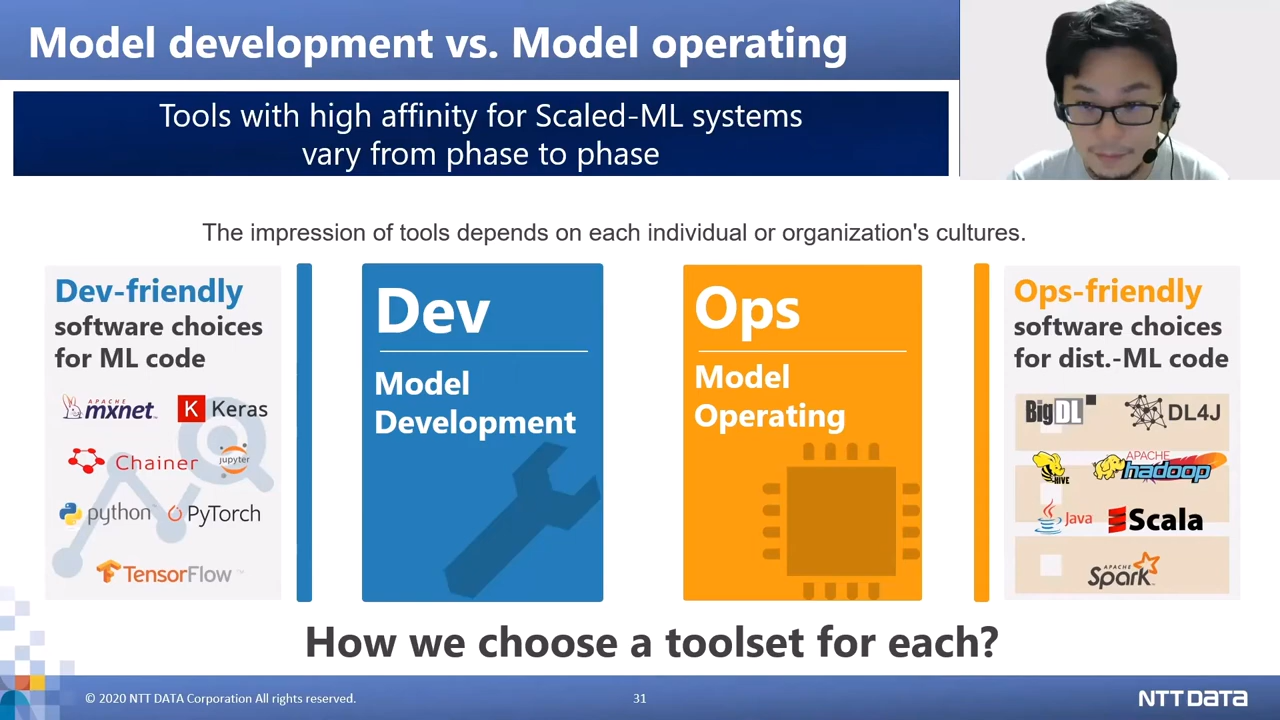 Model development vs. Model operating
Tools with high affinity for Scaled-ML systems
vary from phase to phase
The impression of tools depends on each individual or organization's cultures.
Dev-friendly
software choices
for ML code
APACHE
mxnet
K Keras
Chainer
jupyter
python
PyTorch
TensorFlow
Dev
Model
Development
Ops
Model
Operating
Ops-friendly
software choices
for dist.-ML code
BigDL
DL4J
HIVE
APACHE
hadoop
Java
Scala
APACHE
Spark
How we choose a toolset for each?
© 2020 NTT DATA Corporation All rights reserved.
31
NTT DATA